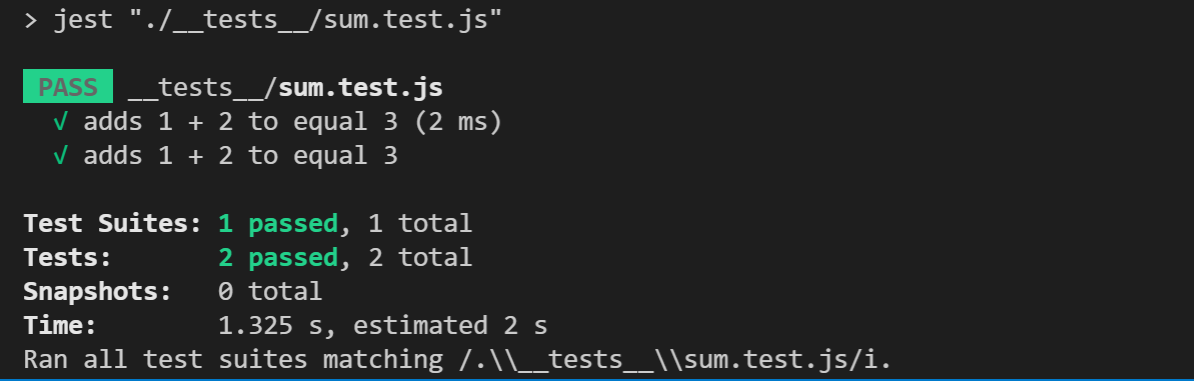 > jest "./__tests__/sum.test.js"
PASS __tests__/sum.test.js
√ adds 1 + 2 to equal 3 (2 ms)
√ adds 1 + 2 to equal 3
Test Suites: 1 passed, 1 total
Tests: 2 passed, 2 total
Snapshots: 0 total
Time: 1.325 s, estimated 2 s
Ran all test suites matching /.\\__tests__\\sum.test.js/i.